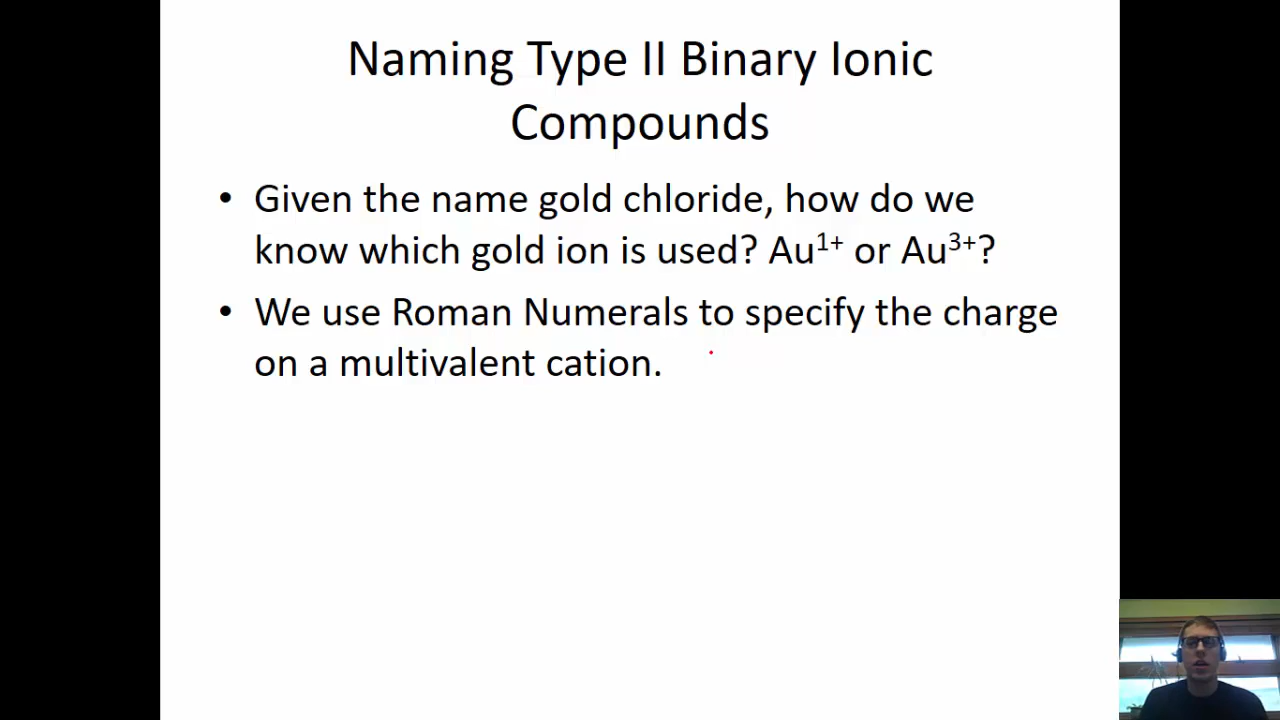 Naming Type II Binary Ionic
Compounds
• Given the name gold chloride, how do we
know which gold ion is used? Au¹⁺ or Au³⁺?
• We use Roman Numerals to specify the charge
on a multivalent cation.